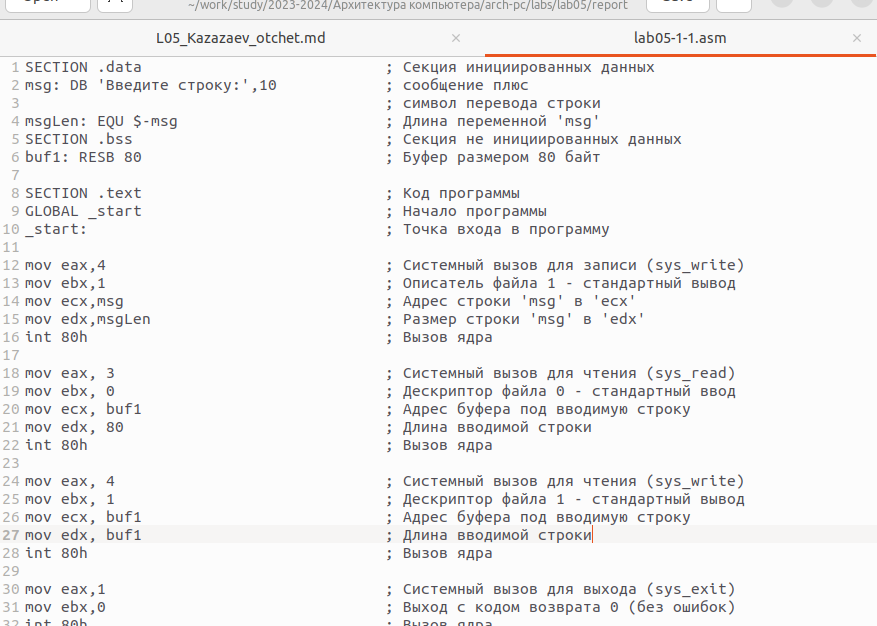 ~/work/study/2023-2024/Архитектура компьютера/arch-pc/labs/lab05/report
L05_Kazazaev_otchet.md × lab05-1-1.asm ×
1 SECTION .data ; Секция инициированных данных
2 msg: DB 'Введите строку:',10 ; сообщение плюс
3 ; символ перевода строки
4 msgLen: EQU $-msg ; Длина переменной 'msg'
5 SECTION .bss ; Секция не инициированных данных
6 buf1: RESB 80 ; Буфер размером 80 байт
7
8 SECTION .text ; Код программы
9 GLOBAL _start ; Начало программы
10 _start: ; Точка входа в программу
11
12 mov eax,4 ; Системный вызов для записи (sys_write)
13 mov ebx,1 ; Описатель файла 1 - стандартный вывод
14 mov ecx,msg ; Адрес строки 'msg' в 'ecx'
15 mov edx,msgLen ; Размер строки 'msg' в 'edx'
16 int 80h ; Вызов ядра
17
18 mov eax, 3 ; Системный вызов для чтения (sys_read)
19 mov ebx, 0 ; Дескриптор файла 0 - стандартный ввод
20 mov ecx, buf1 ; Адрес буфера под вводимую строку
21 mov edx, 80 ; Длина вводимой строки
22 int 80h ; Вызов ядра
23
24 mov eax, 4 ; Системный вызов для чтения (sys_write)
25 mov ebx, 1 ; Дескриптор файла 1 - стандартный вывод
26 mov ecx, buf1 ; Адрес буфера под вводимую строку
27 mov edx, buf1 ; Длина вводимой строки
28 int 80h ; Вызов ядра
29
30 mov eax,1 ; Системный вызов для выхода (sys_exit)
31 mov ebx,0 ; Выход с кодом возврата 0 (без ошибок)
32 int 80h ; Вызов ядра